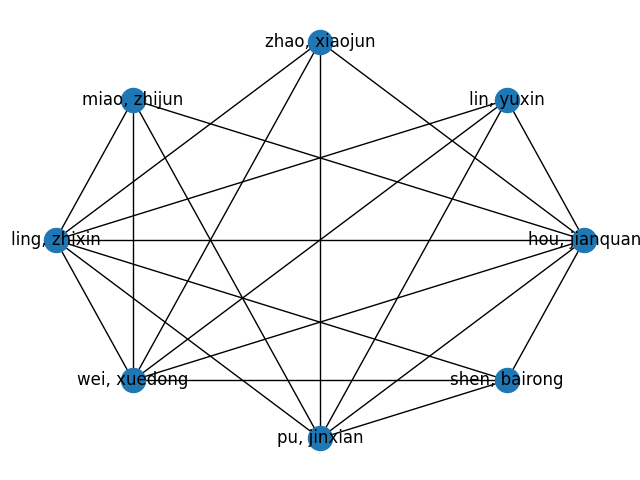 zhao, xiaojun
miao, zhijun
lin, yuxin
ling, zhixin
hou, jianquan
wei, xuedong
shen, bairong
pu, jinxian